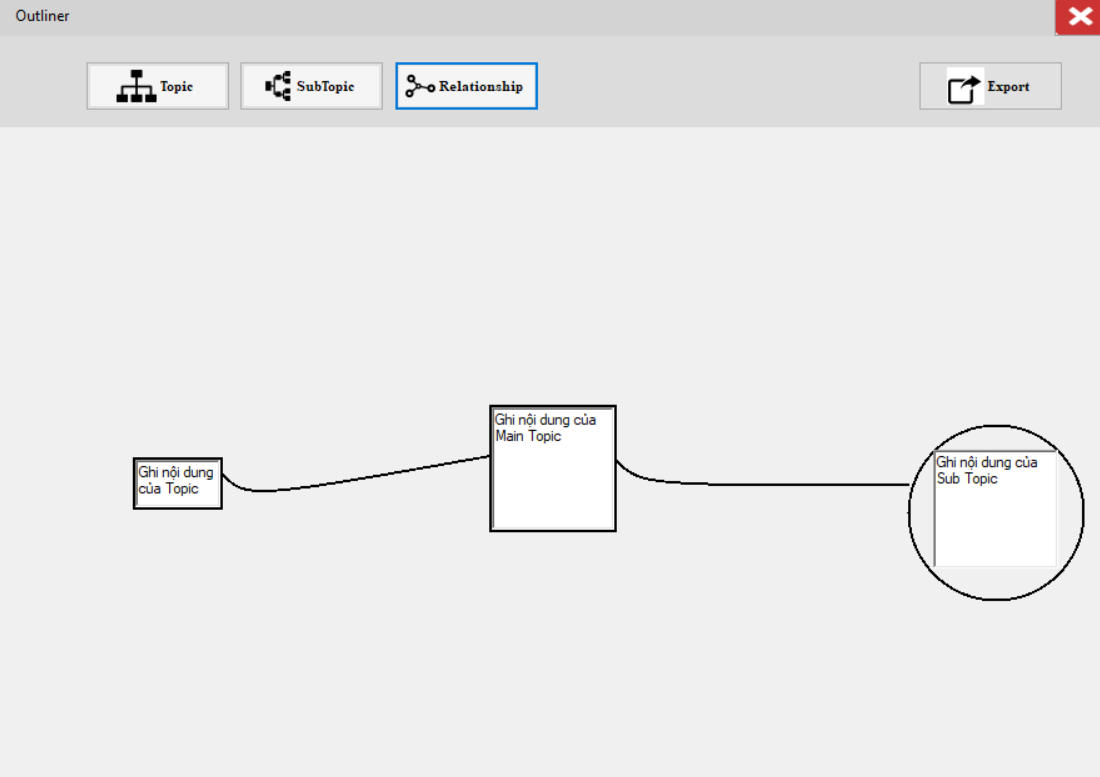 Outliner
Topic
SubTopic
Relationship
Export
Ghi nội dung của
Main Topic
Ghi nội dung
của Topic
Ghi nội dung của
Sub Topic